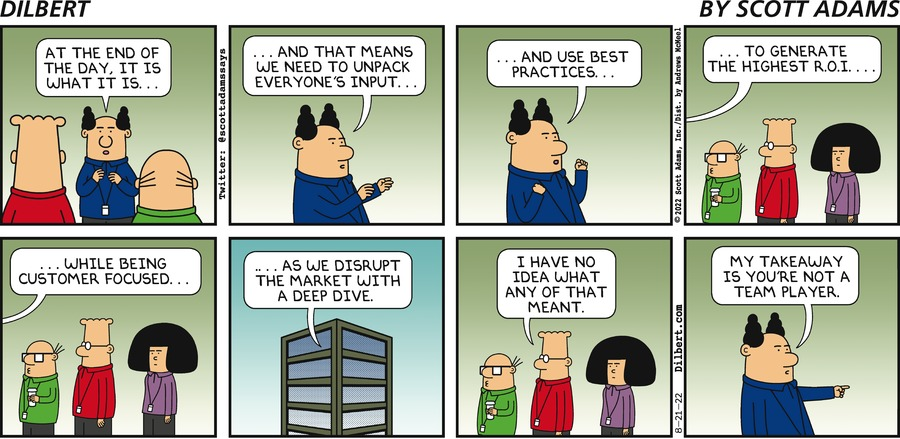 DILBERT
BY SCOTT ADAMS
AT THE END OF
THE DAY, IT IS
WHAT IT IS...
Twitter: @scottadamssays
...AND THAT MEANS
WE NEED TO UNPACK
EVERYONE'S INPUT...
...AND USE BEST
PRACTICES...
©2022 Scott Adams, Inc./Dist. by Andrews McMeel
...TO GENERATE
THE HIGHEST R.O.I....
...WHILE BEING
CUSTOMER FOCUSED...
.... AS WE DISRUPT
THE MARKET WITH
A DEEP DIVE.
I HAVE NO
IDEA WHAT
ANY OF THAT
MEANT.
8-21-22 Dilbert.com
MY TAKEAWAY
IS YOU'RE NOT A
TEAM PLAYER.